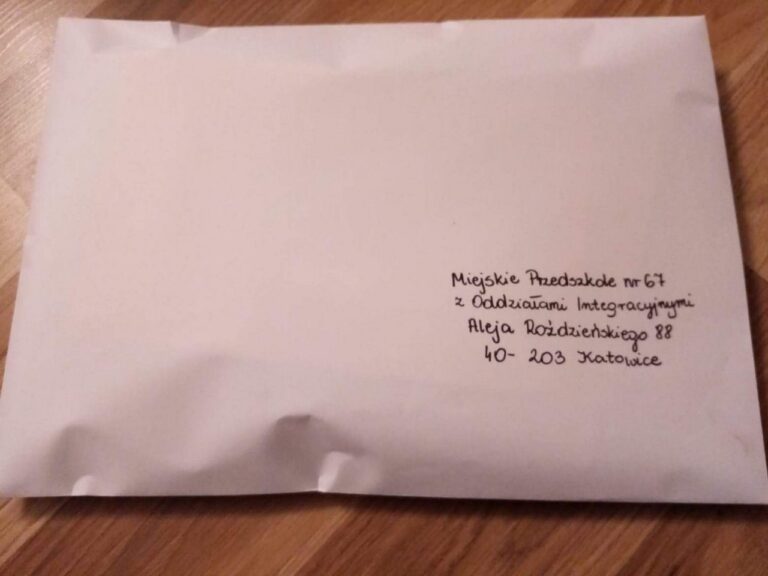 Miejskie Przedszkole nr 67
z Oddziałami Integracyjnymi
Aleja Roździeńskiego 88
40- 203 Katowice